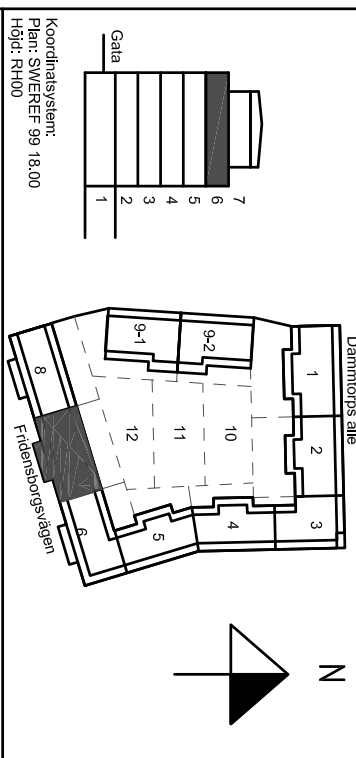 Koordinatsystem:
Plan: SWEREF 99 18.00
Höjd: RH00
Gata
1
2
3
4
5
6
7
Dammtorps alle
1
2
3
4
5
6
8
9-1
9-2
10
11
12
Fridensborgsvägen
N